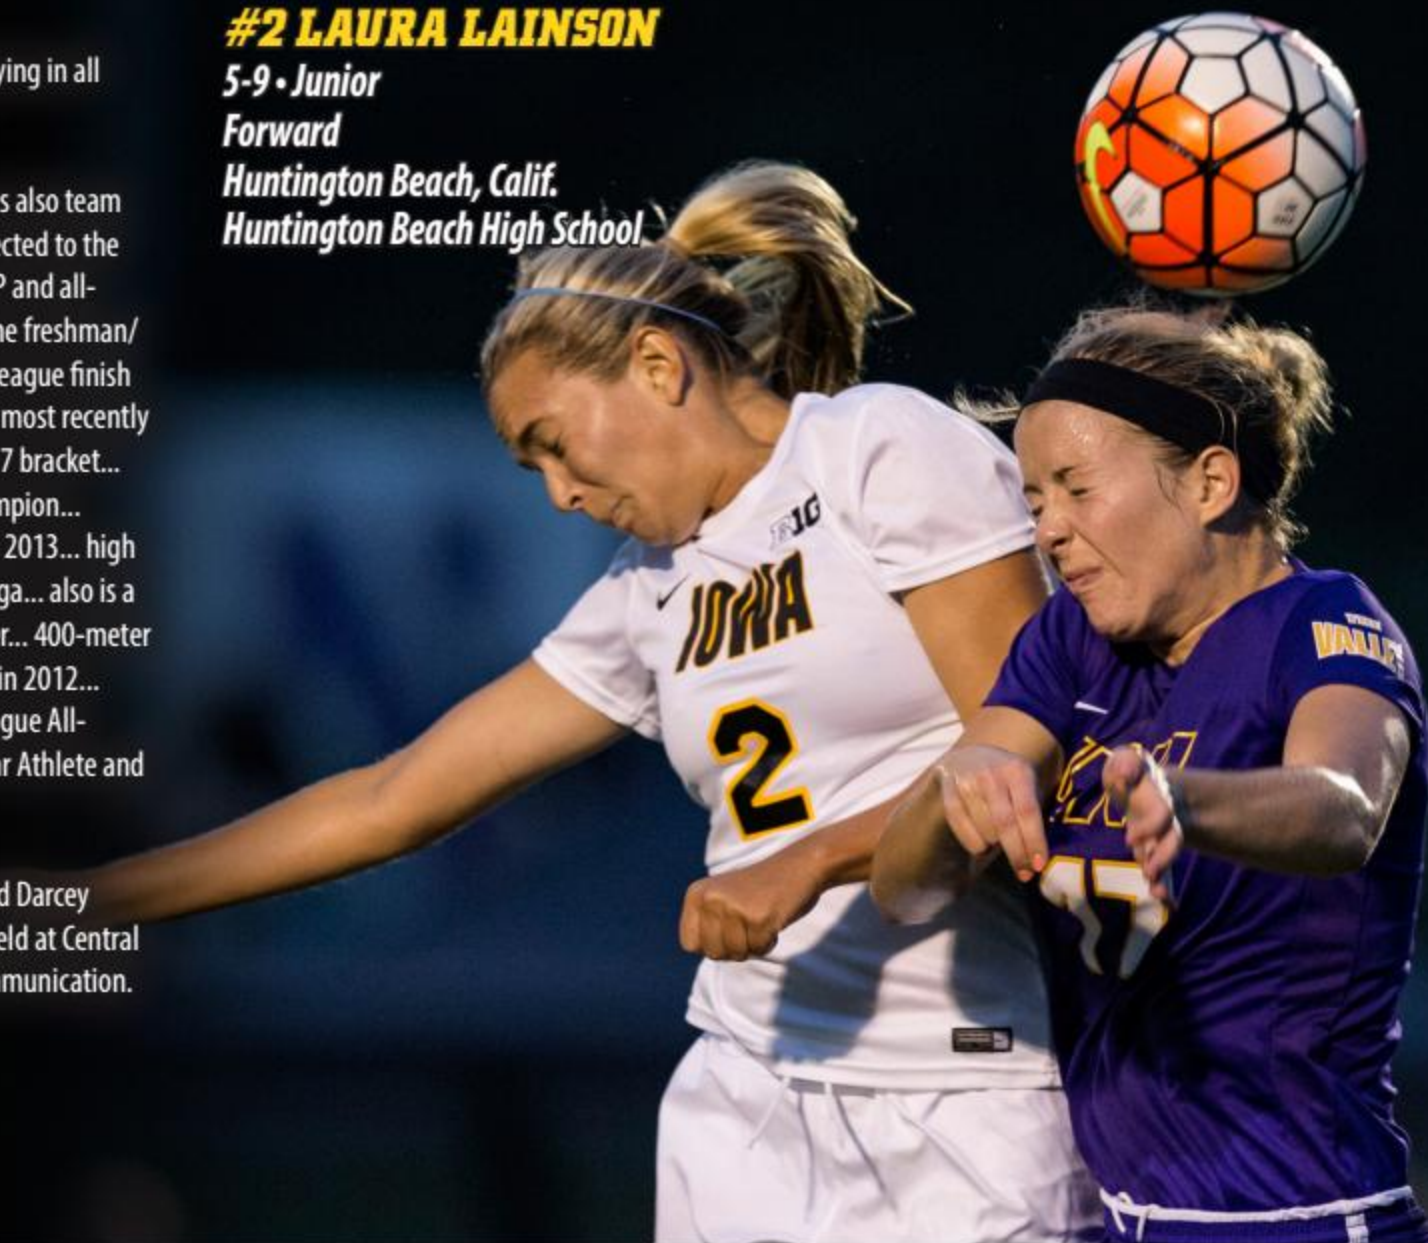 ying in all
s also team
cted to the
P and all-
ne freshman/
eague finish
most recently
7 bracket...
mpion...
2013... high
ga... also is a
r... 400-meter
in 2012...
gue All-
r Athlete and
d Darcey
eld at Central
munication.
#2 LAURA LAINSON
5-9 • Junior
Forward
Huntington Beach, Calif.
Huntington Beach High School
B1G
IOWA
2
VALLEY
17